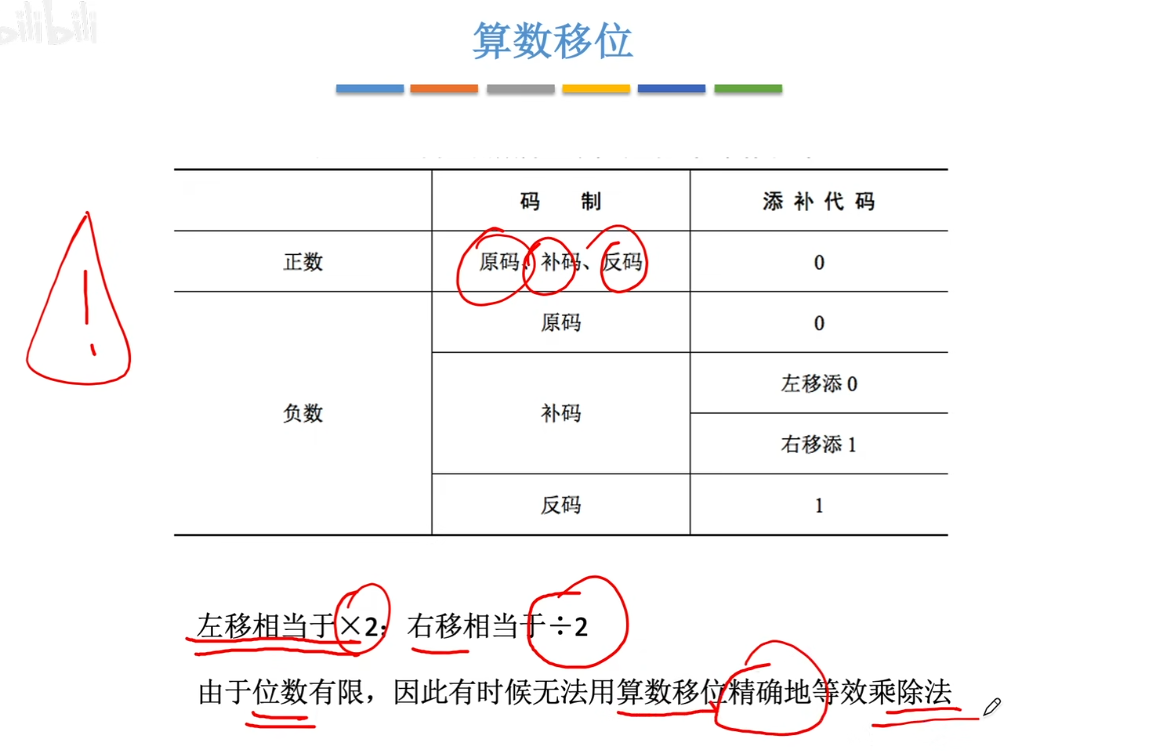 bilibili
算数移位
码 制
添 补 代 码
正数
原码、补码、反码
0
负数
原码
0
补码
左移添 0
右移添 1
反码
1
左移相当于×2；右移相当于÷2
由于位数有限，因此有时候无法用算数移位精确地等效乘除法